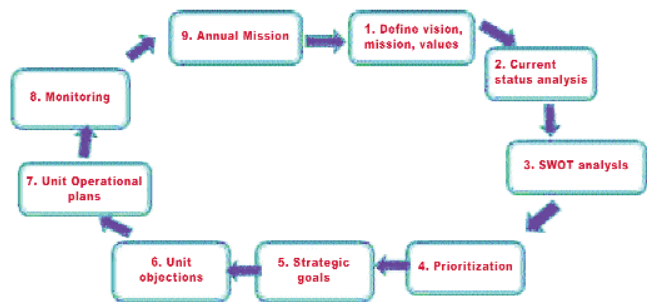 1. Define vision,
mission, values
2. Current
status analysis
3. SWOT analysis
4. Prioritization
5. Strategic
goals
6. Unit
objections
7. Unit Operational
plans
8. Monitoring
9. Annual Mission